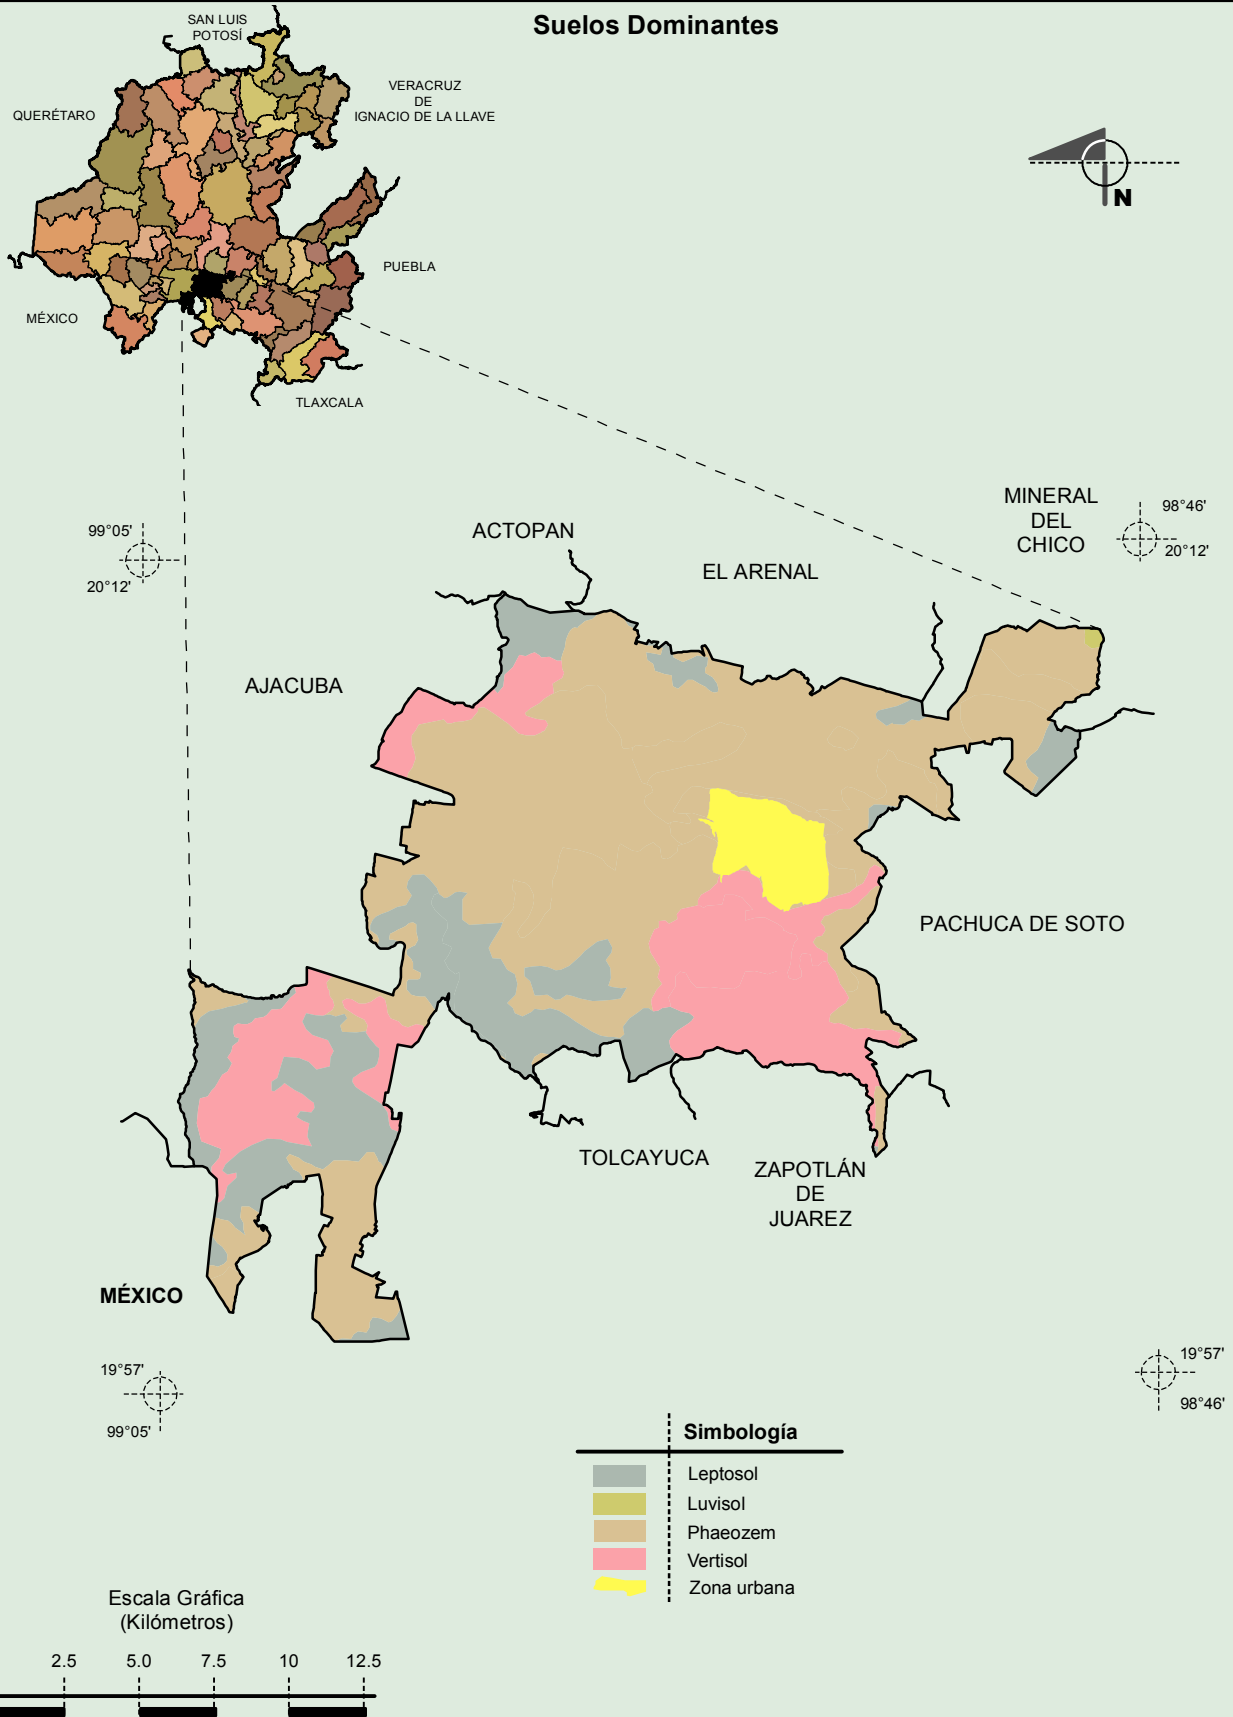 Suelos Dominantes
SAN LUIS
POTOSÍ
VERACRUZ
DE
IGNACIO DE LA LLAVE
QUERÉTARO
PUEBLA
MÉXICO
TLAXCALA
N
MINERAL
DEL
CHICO
98°46'
20°12'
99°05'
20°12'
ACTOPAN
EL ARENAL
AJACUBA
PACHUCA DE SOTO
TOLCAYUCA
ZAPOTLÁN
DE
JUAREZ
MÉXICO
19°57'
99°05'
19°57'
98°46'
Simbología
Leptosol
Luvisol
Phaeozem
Vertisol
Zona urbana
Escala Gráfica
(Kilómetros)
2.5 5.0 7.5 10 12.5